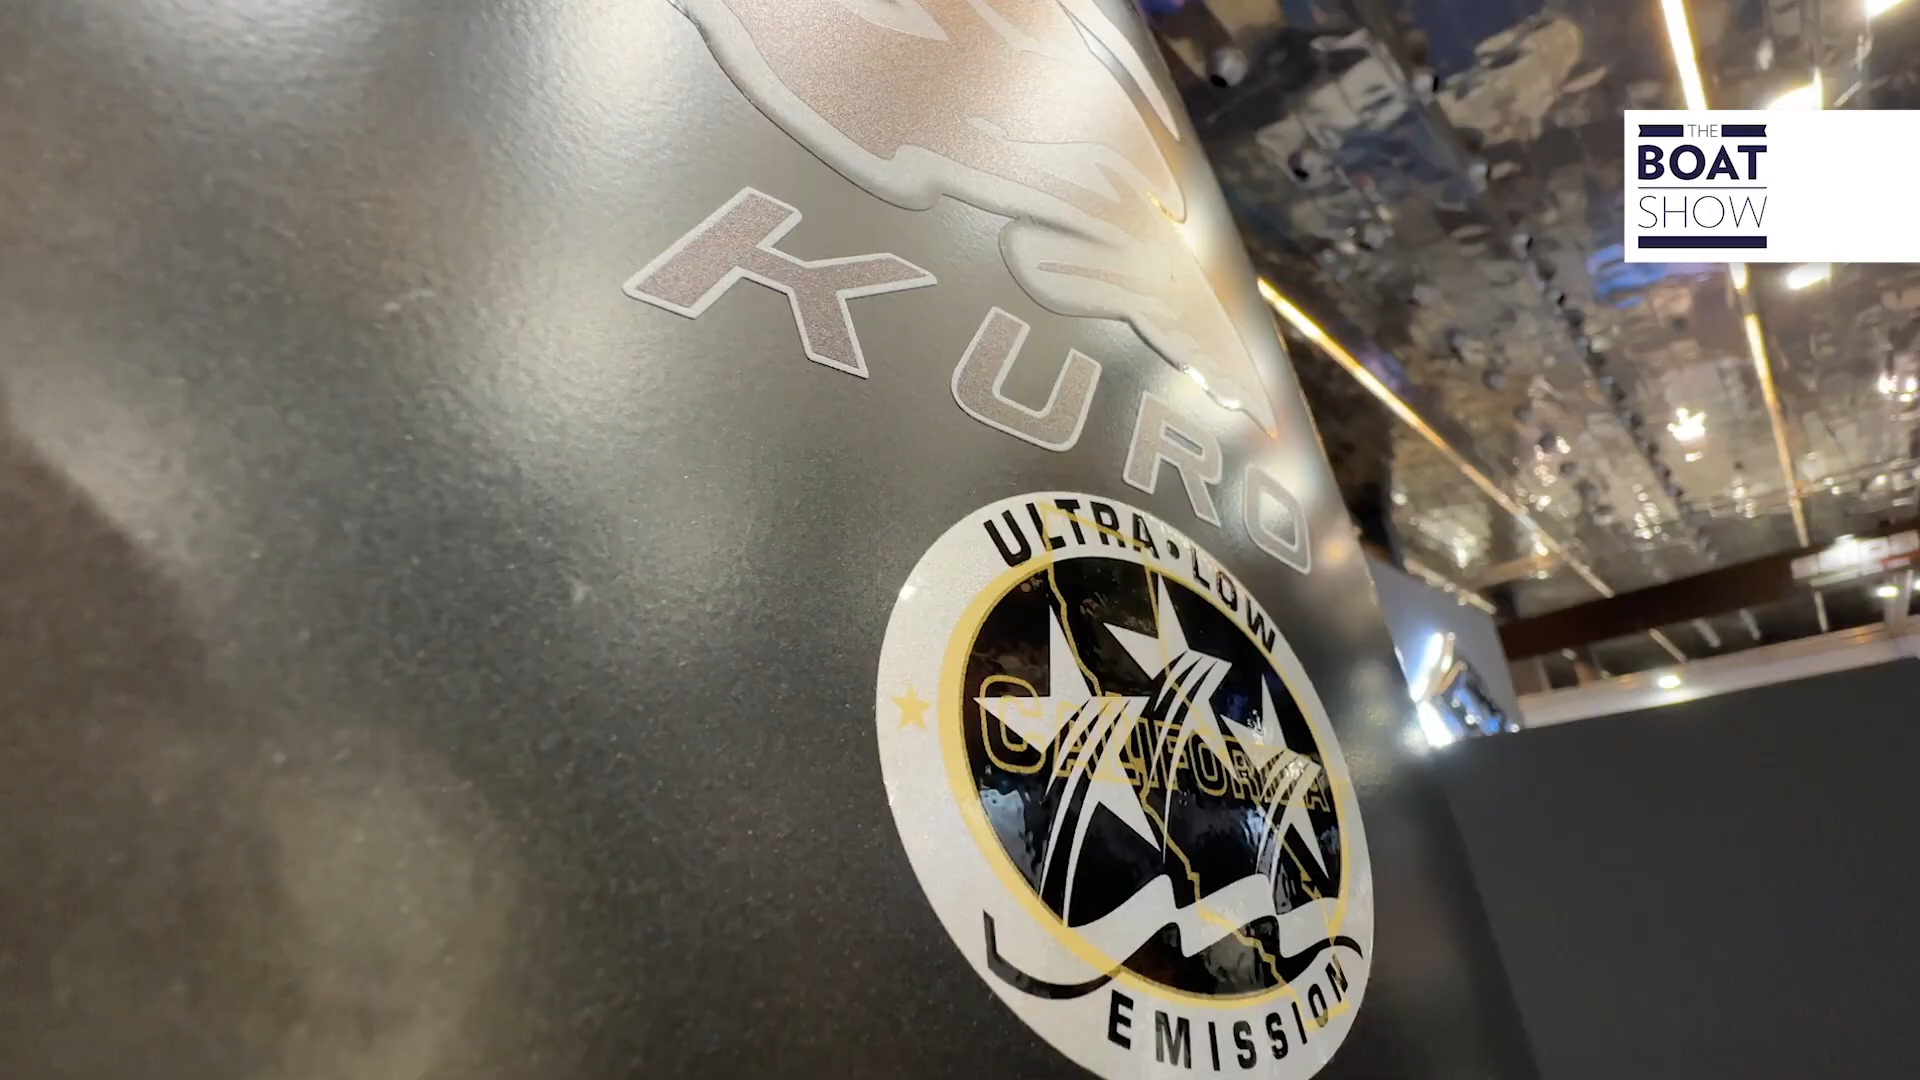 THE
BOAT
SHOW
KURO
ULTRA•LOW
CALIFORNIA
EMISSION